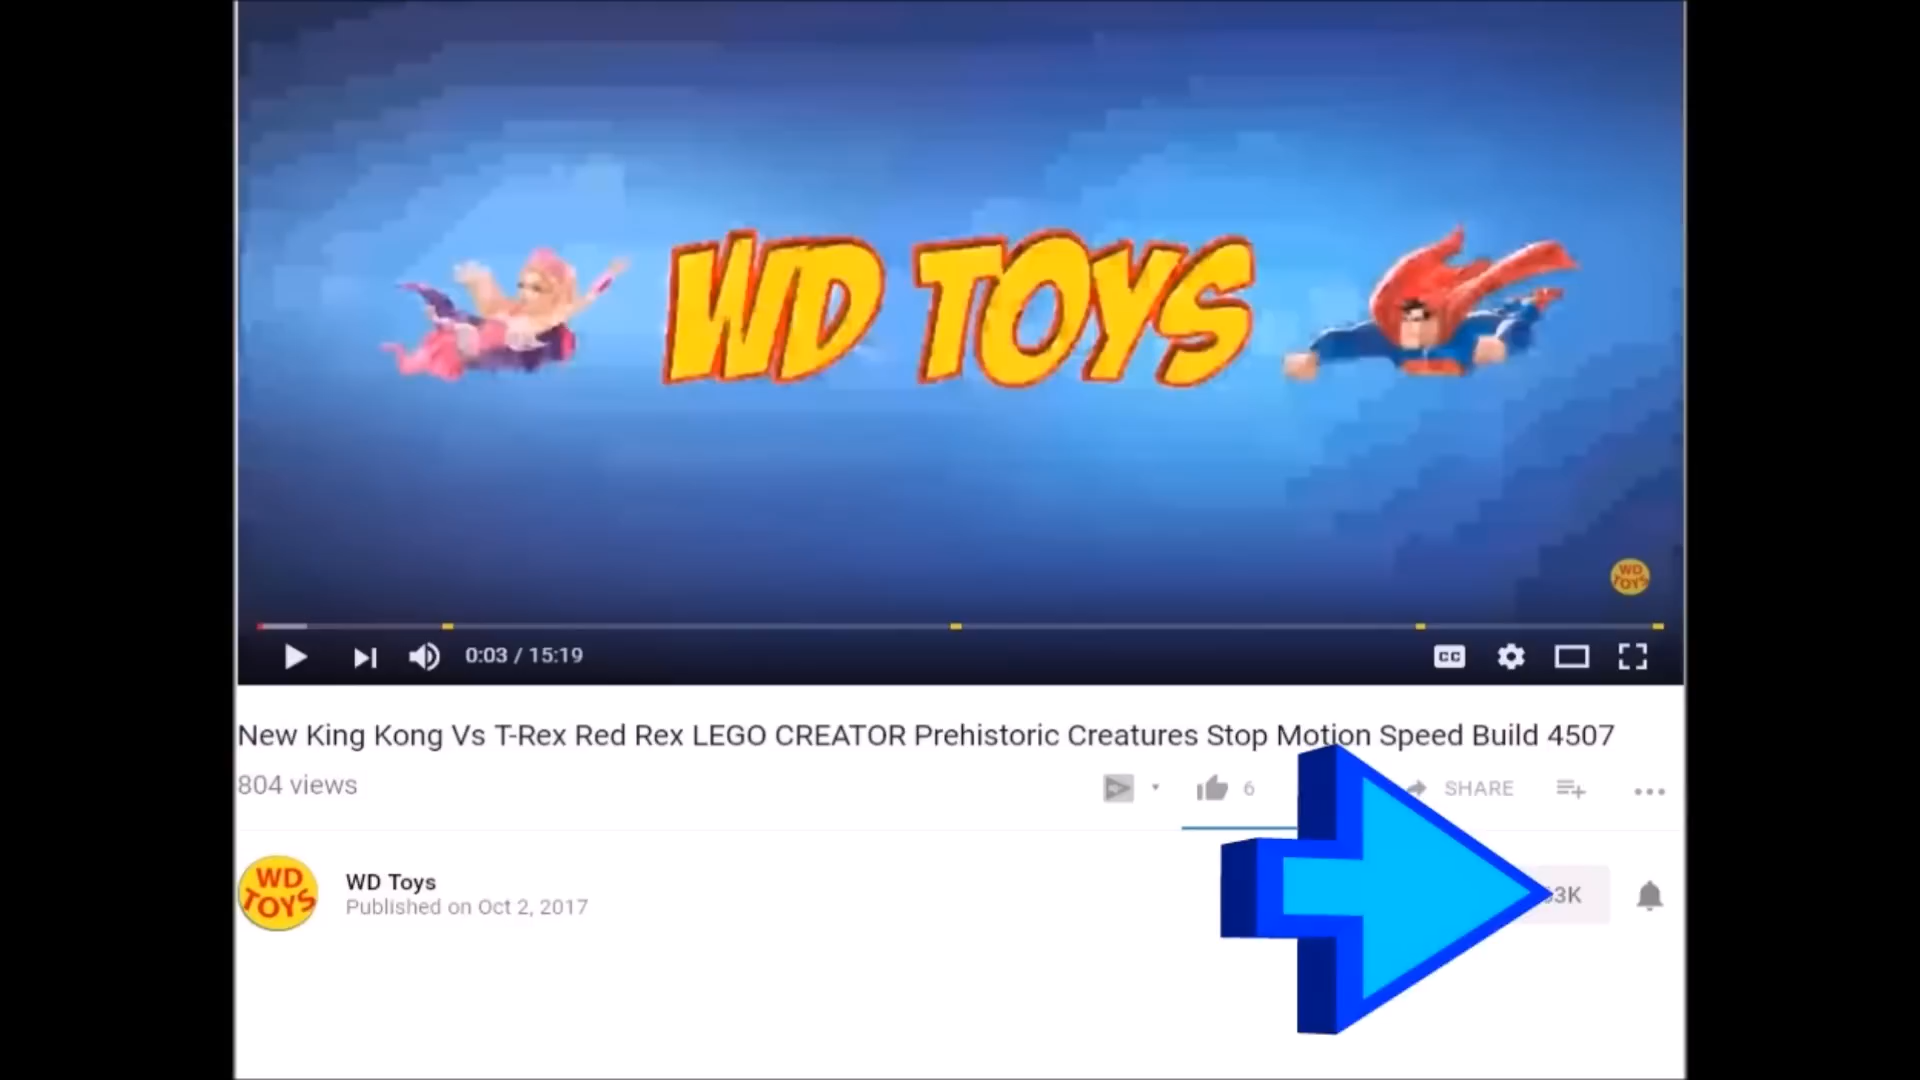 WD TOYS
WD
TOYS
0:03 / 15:19
CC
New King Kong Vs T-Rex Red Rex LEGO CREATOR Prehistoric Creatures Stop Motion Speed Build 4507
804 views
6
SHARE
WD
TOYS
WD Toys
Published on Oct 2, 2017